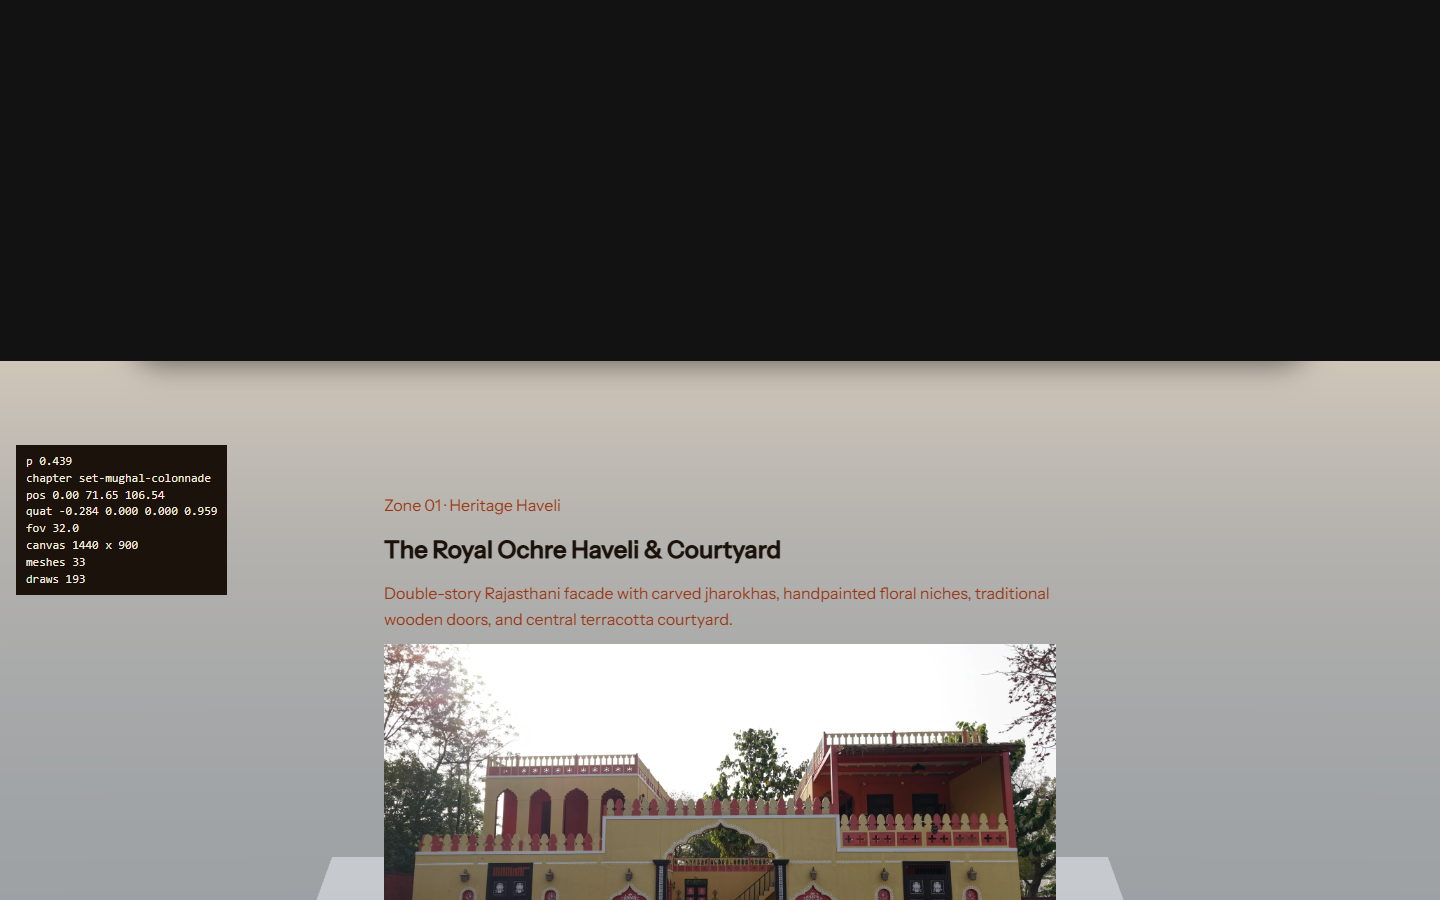 p 0.439
chapter set-mughal-colonnade
pos 0.00 71.65 106.54
quat -0.284 0.000 0.000 0.959
fov 32.0
canvas 1440 x 900
meshes 33
draws 193
Zone 01 · Heritage Haveli
The Royal Ochre Haveli & Courtyard
Double-story Rajasthani facade with carved jharokhas, handpainted floral niches, traditional
wooden doors, and central terracotta courtyard.